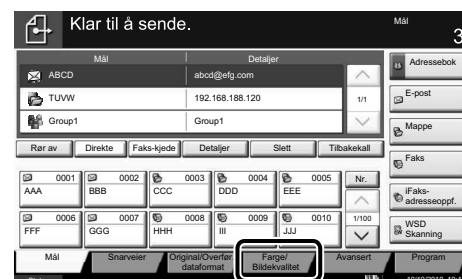 Klar til å sende.
Mål
3
Mål Detaljer
ABCD abcd@efg.com
TUVW 192.168.188.120
1/1
Group1 Group1
Rør av Direkte Faks-kjede Detaljer Slett Tilbakekall
0001 0002 0003 0004 0005 Nr.
AAA BBB CCC DDD EEE
0006 0007 0008 0009 0010 1/100
FFF GGG HHH III JJJ
Adressebok
E-post
Mappe
Faks
iFaks-
adresseoppf.
WSD
Skanning
Mål Snarveier Original/Overfør.
dataformat
Farge/
Bildekvalitet
Avansert Program